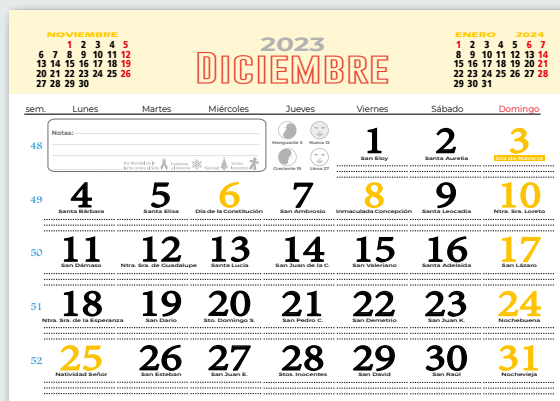 NOVIEMBRE
1 2 3 4 5
6 7 8 9 10 11 12
13 14 15 16 17 18 19
20 21 22 23 24 25 26
27 28 29 30
2023
DICIEMBRE
ENERO 2024
1 2 3 4 5 6 7
8 9 10 11 12 13 14
15 16 17 18 19 20 21
22 23 24 25 26 27 28
29 30 31
sem. Lunes Martes Miércoles Jueves Viernes Sábado Domingo
48 1 2 3
Notas:
Menguante 5 Nueva 12
Creciente 19 Llena 27
San Eloy Santa Aurelia Día de Navarra
49 4 5 6 7 8 9 10
Santa Bárbara Santa Elisa Día de la Constitución San Ambrosio Inmaculada Concepción Santa Leocadia Ntra. Sra. Loreto
50 11 12 13 14 15 16 17
San Dámaso Ntra. Sra. de Guadalupe Santa Lucía San Juan de la C. San Valeriano Santa Adelaida San Lázaro
51 18 19 20 21 22 23 24
Ntra. Sra. de la Esperanza San Darío Sto. Domingo S. San Pedro C. San Demetrio San Juan K. Nochebuena
52 25 26 27 28 29 30 31
Natividad Señor San Esteban San Juan E. Stos. Inocentes San David San Raúl Nochevieja